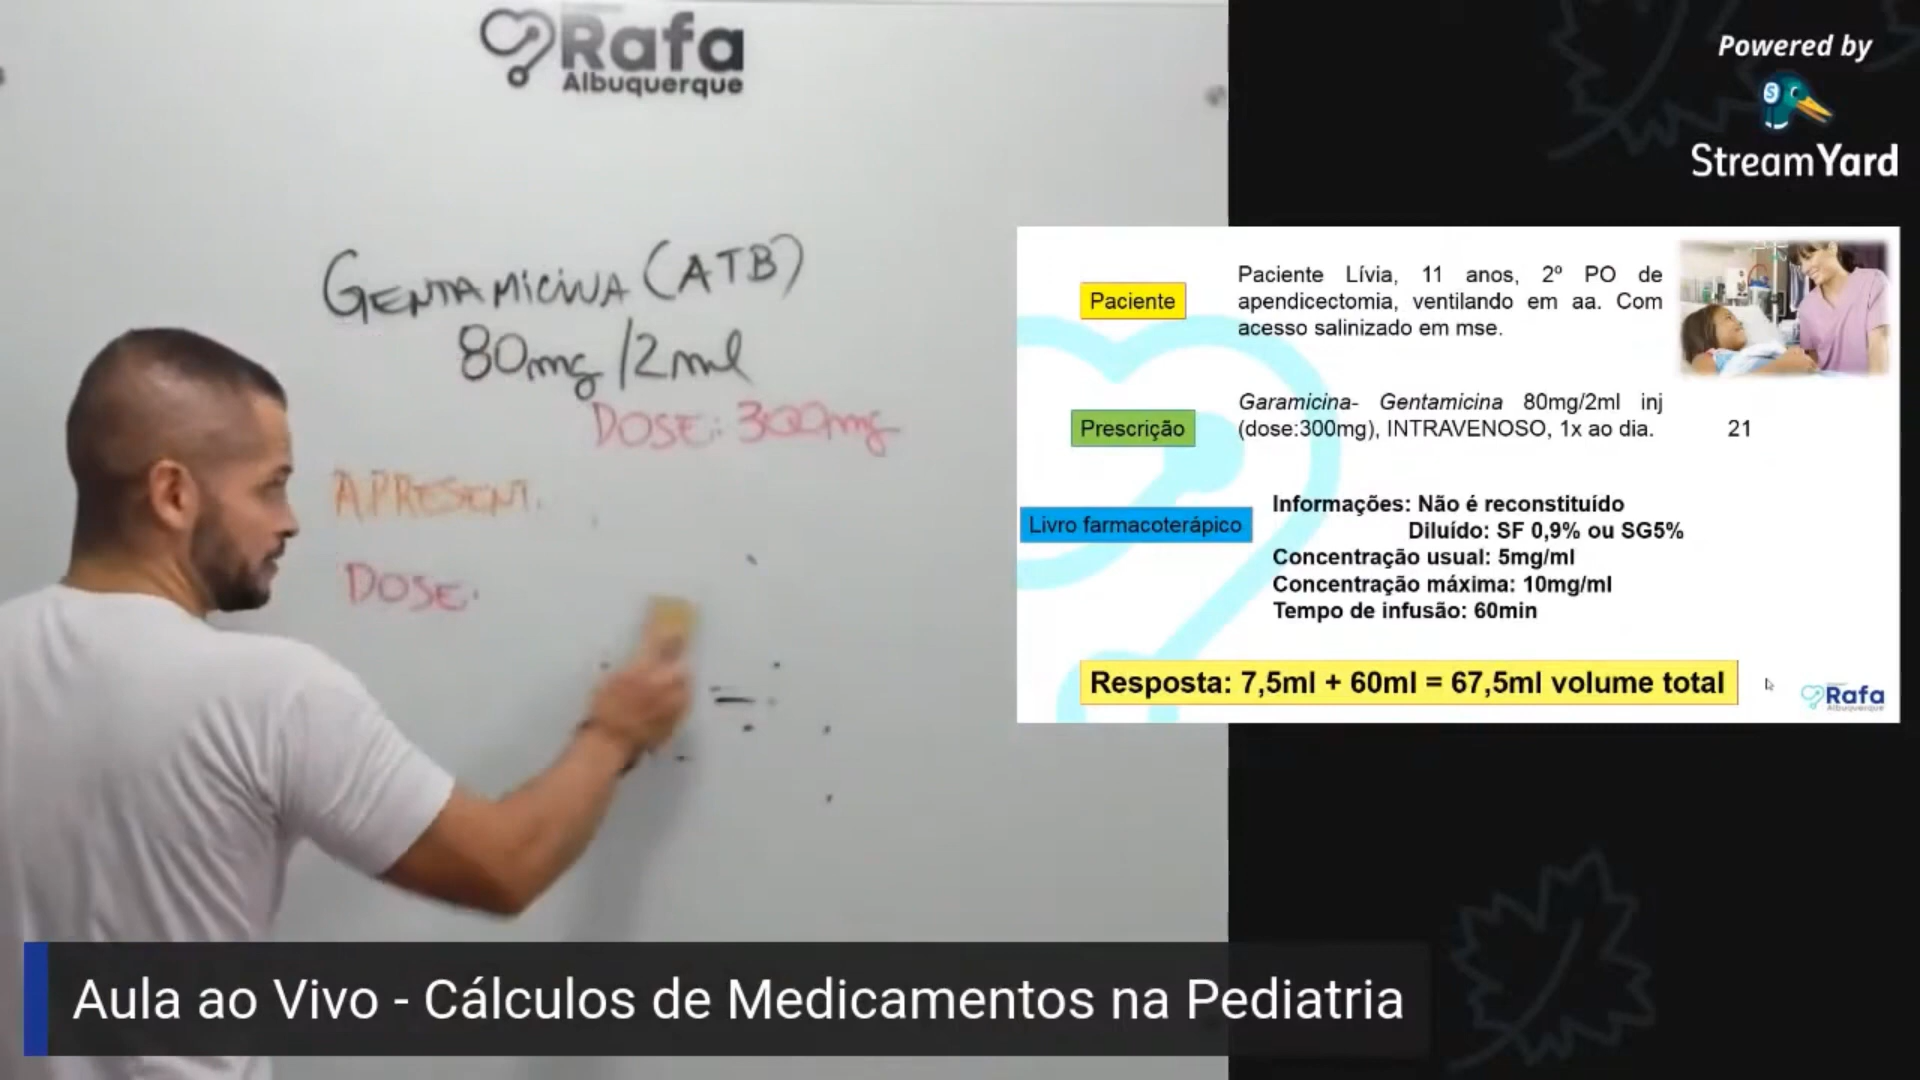 Rafa
Albuquerque
GENTAMICINA (ATB)
80mg/2ml
DOSE: 300mg
APRESENT.
DOSE:
Powered by
StreamYard
Paciente
Paciente Lívia, 11 anos, 2º PO de
apendicectomia, ventilando em aa. Com
acesso salinizado em mse.
Prescrição
Garamicina- Gentamicina 80mg/2ml inj
(dose:300mg), INTRAVENOSO, 1x ao dia.
21
Livro farmacoterápico
Informações: Não é reconstituído
Diluído: SF 0,9% ou SG5%
Concentração usual: 5mg/ml
Concentração máxima: 10mg/ml
Tempo de infusão: 60min
Resposta: 7,5ml + 60ml = 67,5ml volume total
Rafa
Albuquerque
Aula ao Vivo - Cálculos de Medicamentos na Pediatria